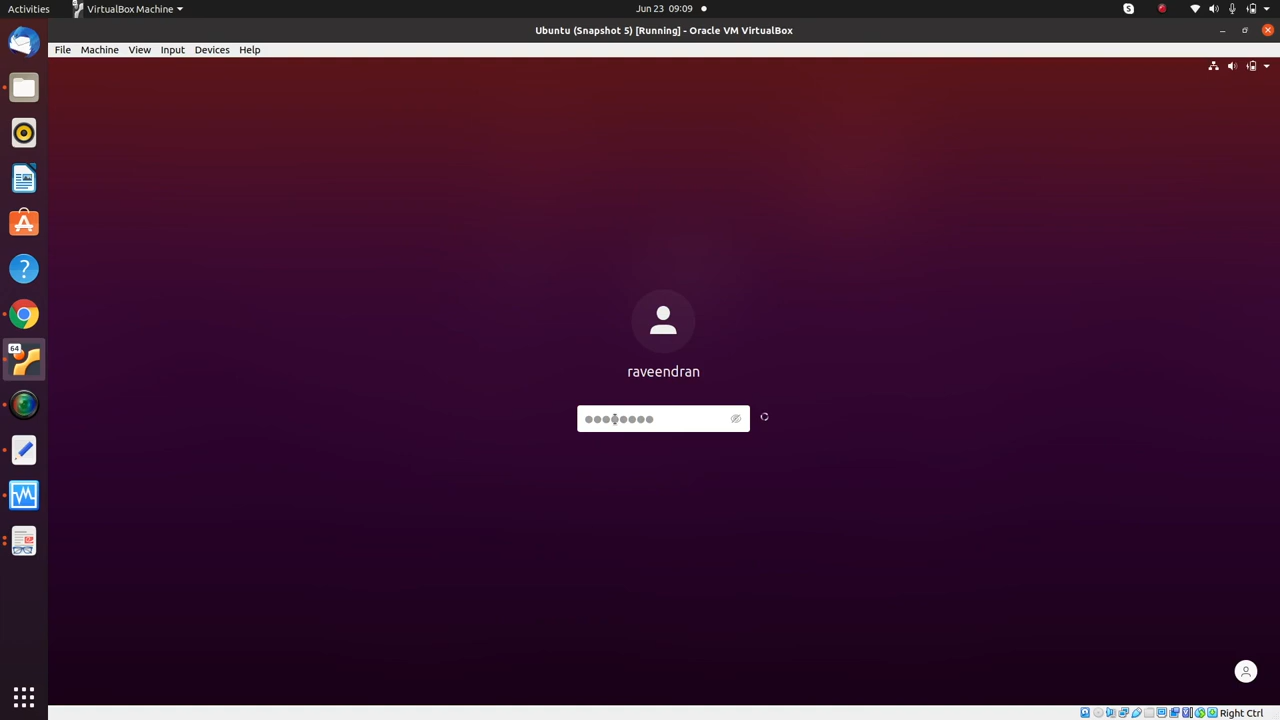 Activities VirtualBox Machine Jun 23 09:09
Ubuntu (Snapshot 5) [Running] - Oracle VM VirtualBox
File Machine View Input Devices Help
raveendran
64
Right Ctrl